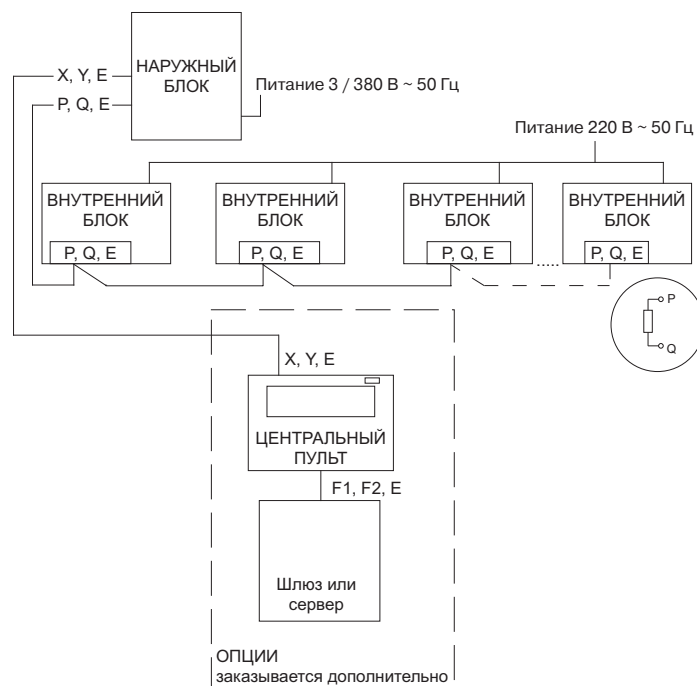 НАРУЖНЫЙ
БЛОК
X, Y, E
P, Q, E
Питание 3 / 380 В ~ 50 Гц
Питание 220 В ~ 50 Гц
ВНУТРЕННИЙ
БЛОК
P, Q, E
ВНУТРЕННИЙ
БЛОК
P, Q, E
ВНУТРЕННИЙ
БЛОК
P, Q, E
.....
ВНУТРЕННИЙ
БЛОК
P, Q, E
P
Q
X, Y, E
ЦЕНТРАЛЬНЫЙ
ПУЛЬТ
F1, F2, E
Шлюз или
сервер
ОПЦИИ
заказывается дополнительно